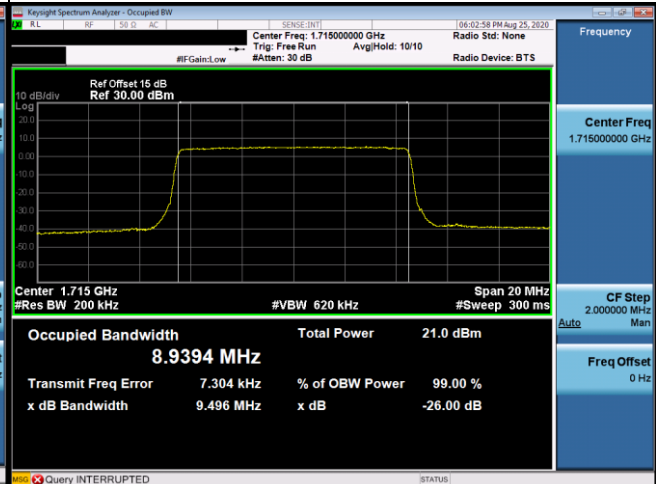 Keysight Spectrum Analyzer - Occupied BW
RL RF 50 Ω AC SENSE:INT 06:02:58 PM Aug 25, 2020
Center Freq: 1.715000000 GHz Radio Std: None
Trig: Free Run Avg|Hold: 10/10
#IFGain:Low #Atten: 30 dB Radio Device: BTS
Frequency
Ref Offset 15 dB
10 dB/div Ref 30.00 dBm
Log
20.0
10.0
0.00
-10.0
-20.0
-30.0
-40.0
-50.0
-60.0
Center 1.715 GHz Span 20 MHz
#Res BW 200 kHz #VBW 620 kHz #Sweep 300 ms
Occupied Bandwidth Total Power 21.0 dBm
8.9394 MHz
Transmit Freq Error 7.304 kHz % of OBW Power 99.00 %
x dB Bandwidth 9.496 MHz x dB -26.00 dB
Center Freq
1.715000000 GHz
CF Step
2.000000 MHz
Auto Man
Freq Offset
0 Hz
MSG Query INTERRUPTED STATUS